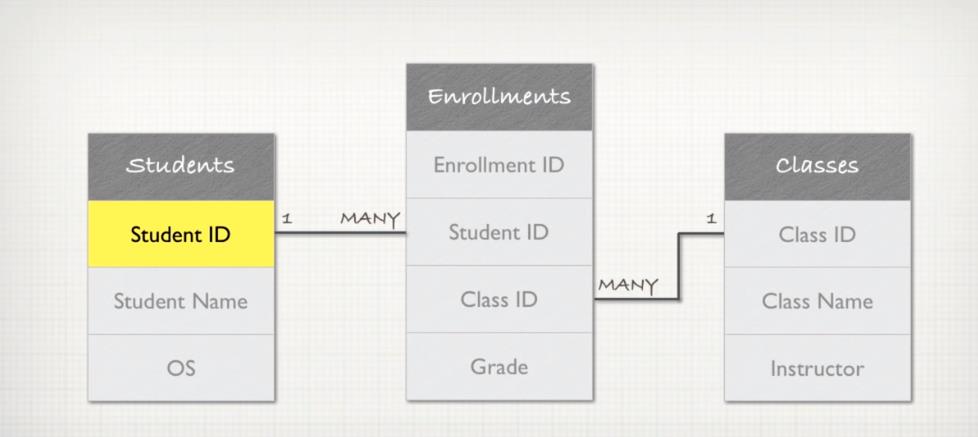 Students
Student ID
Student Name
OS
1
MANY
Enrollments
Enrollment ID
Student ID
Class ID
Grade
MANY
1
Classes
Class ID
Class Name
Instructor